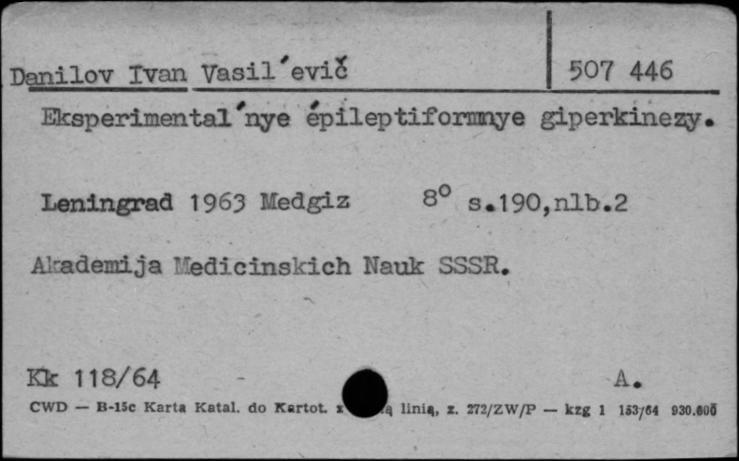 Danilov Ivan Vasil´evič 507 446
Eksperimental´nye épileptiformnye giperkinezy.
Leningrad 1963 Medgiz 8° s.190,nlb.2
Akademija Medicinskich Nauk SSSR.
Kk 118/64 A.
CWD — B-15c Karta Katal. do Kartot. linią, z. 272/ZW/P — kzg 1 153/64 930.000